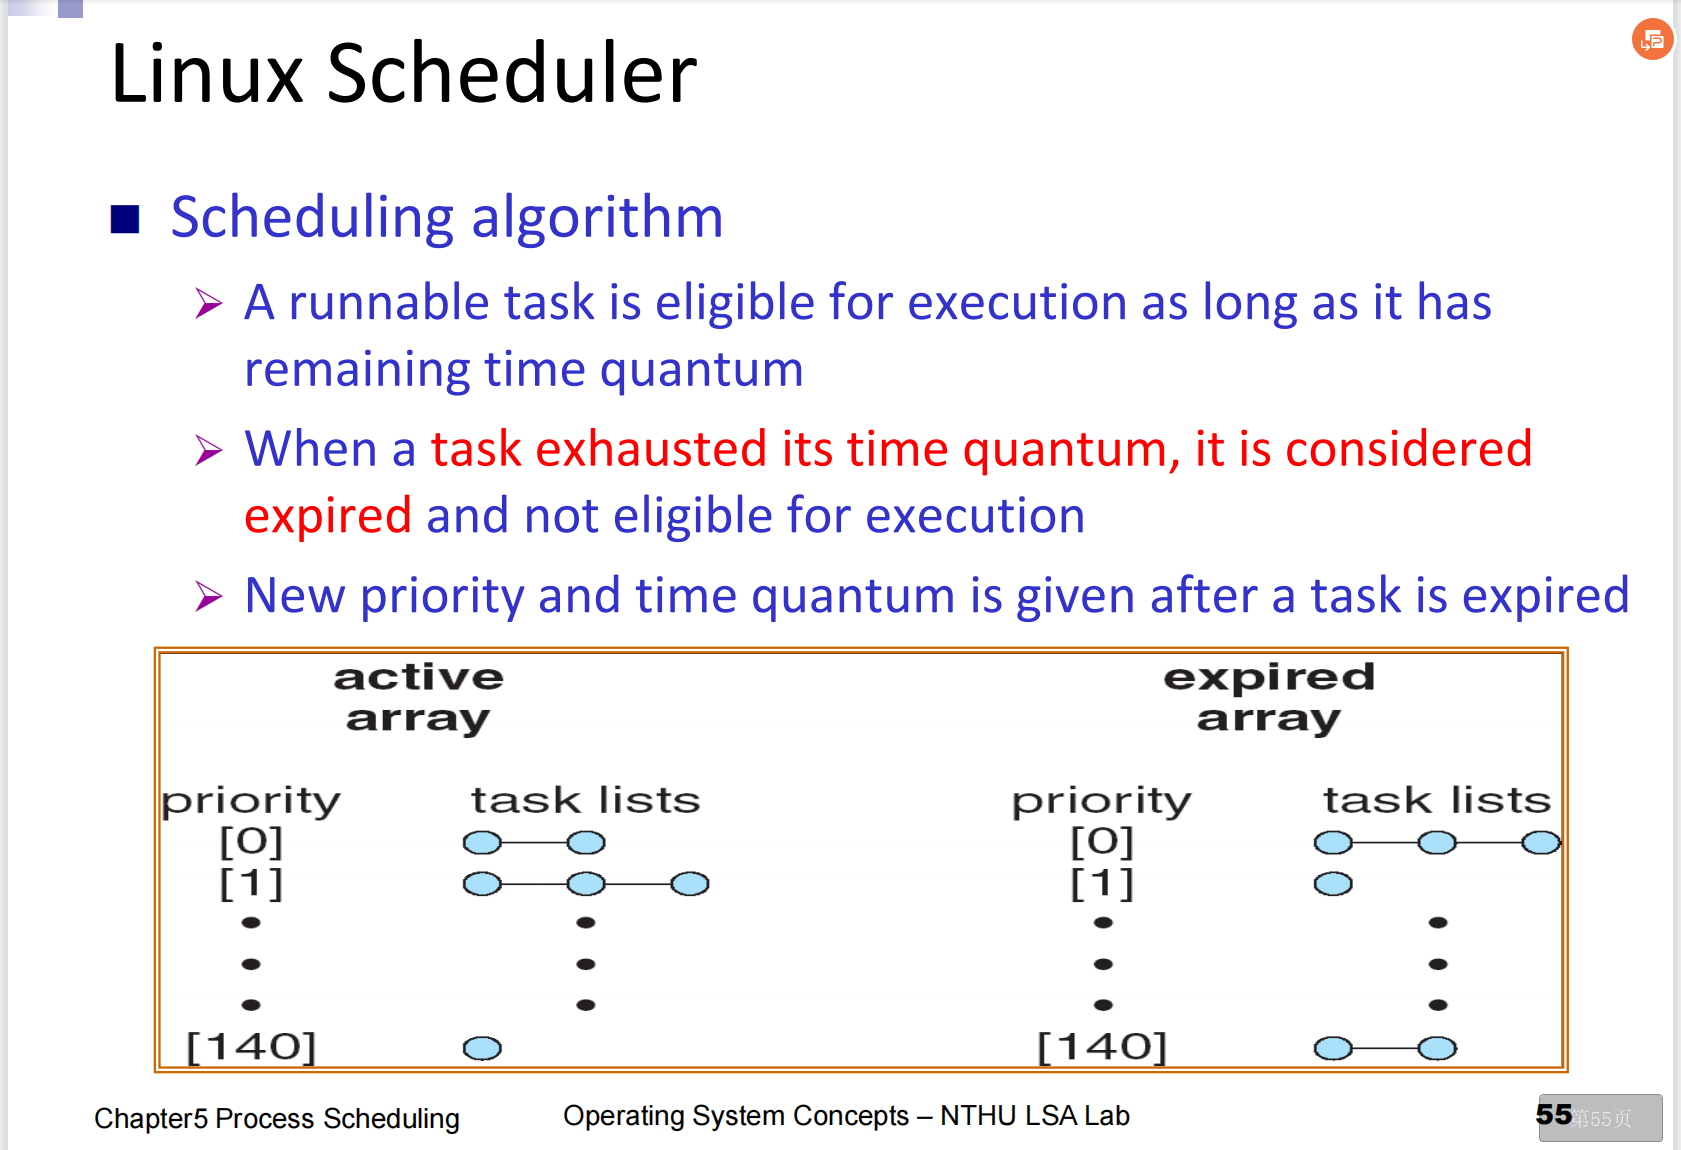 Linux Scheduler
Scheduling algorithm
A runnable task is eligible for execution as long as it has
remaining time quantum
When a task exhausted its time quantum, it is considered
expired and not eligible for execution
New priority and time quantum is given after a task is expired
active
array
priority task lists
[0]
[1]
[140]
expired
array
priority task lists
[0]
[1]
[140]
Chapter5 Process Scheduling
Operating System Concepts – NTHU LSA Lab
55
第55页